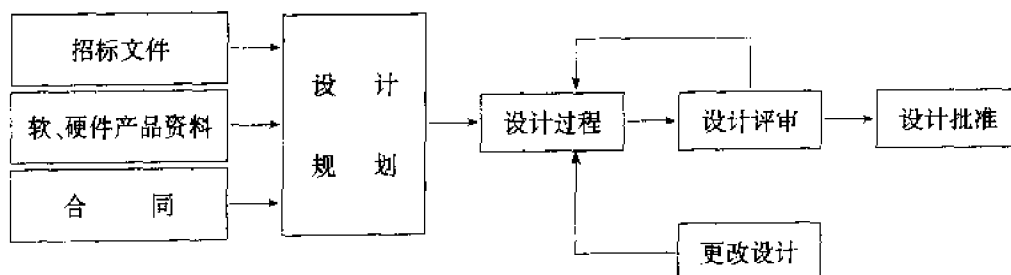 招标文件
软、硬件产品资料
合 同
设 计
规 划
设计过程
设计评审
设计批准
更改设计